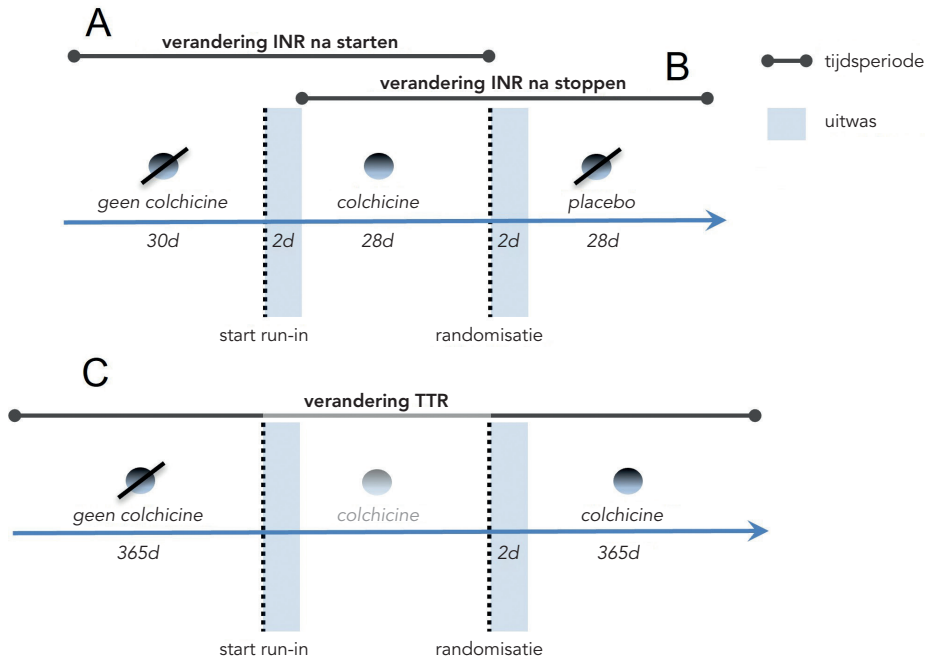 A
verandering INR na starten
verandering INR na stoppen
B
tijdsperiode
uitwas
geen colchicine
colchicine
placebo
30d
2d
28d
2d
28d
start run-in
randomisatie
C
verandering TTR
geen colchicine
colchicine
colchicine
365d
2d
365d
start run-in
randomisatie